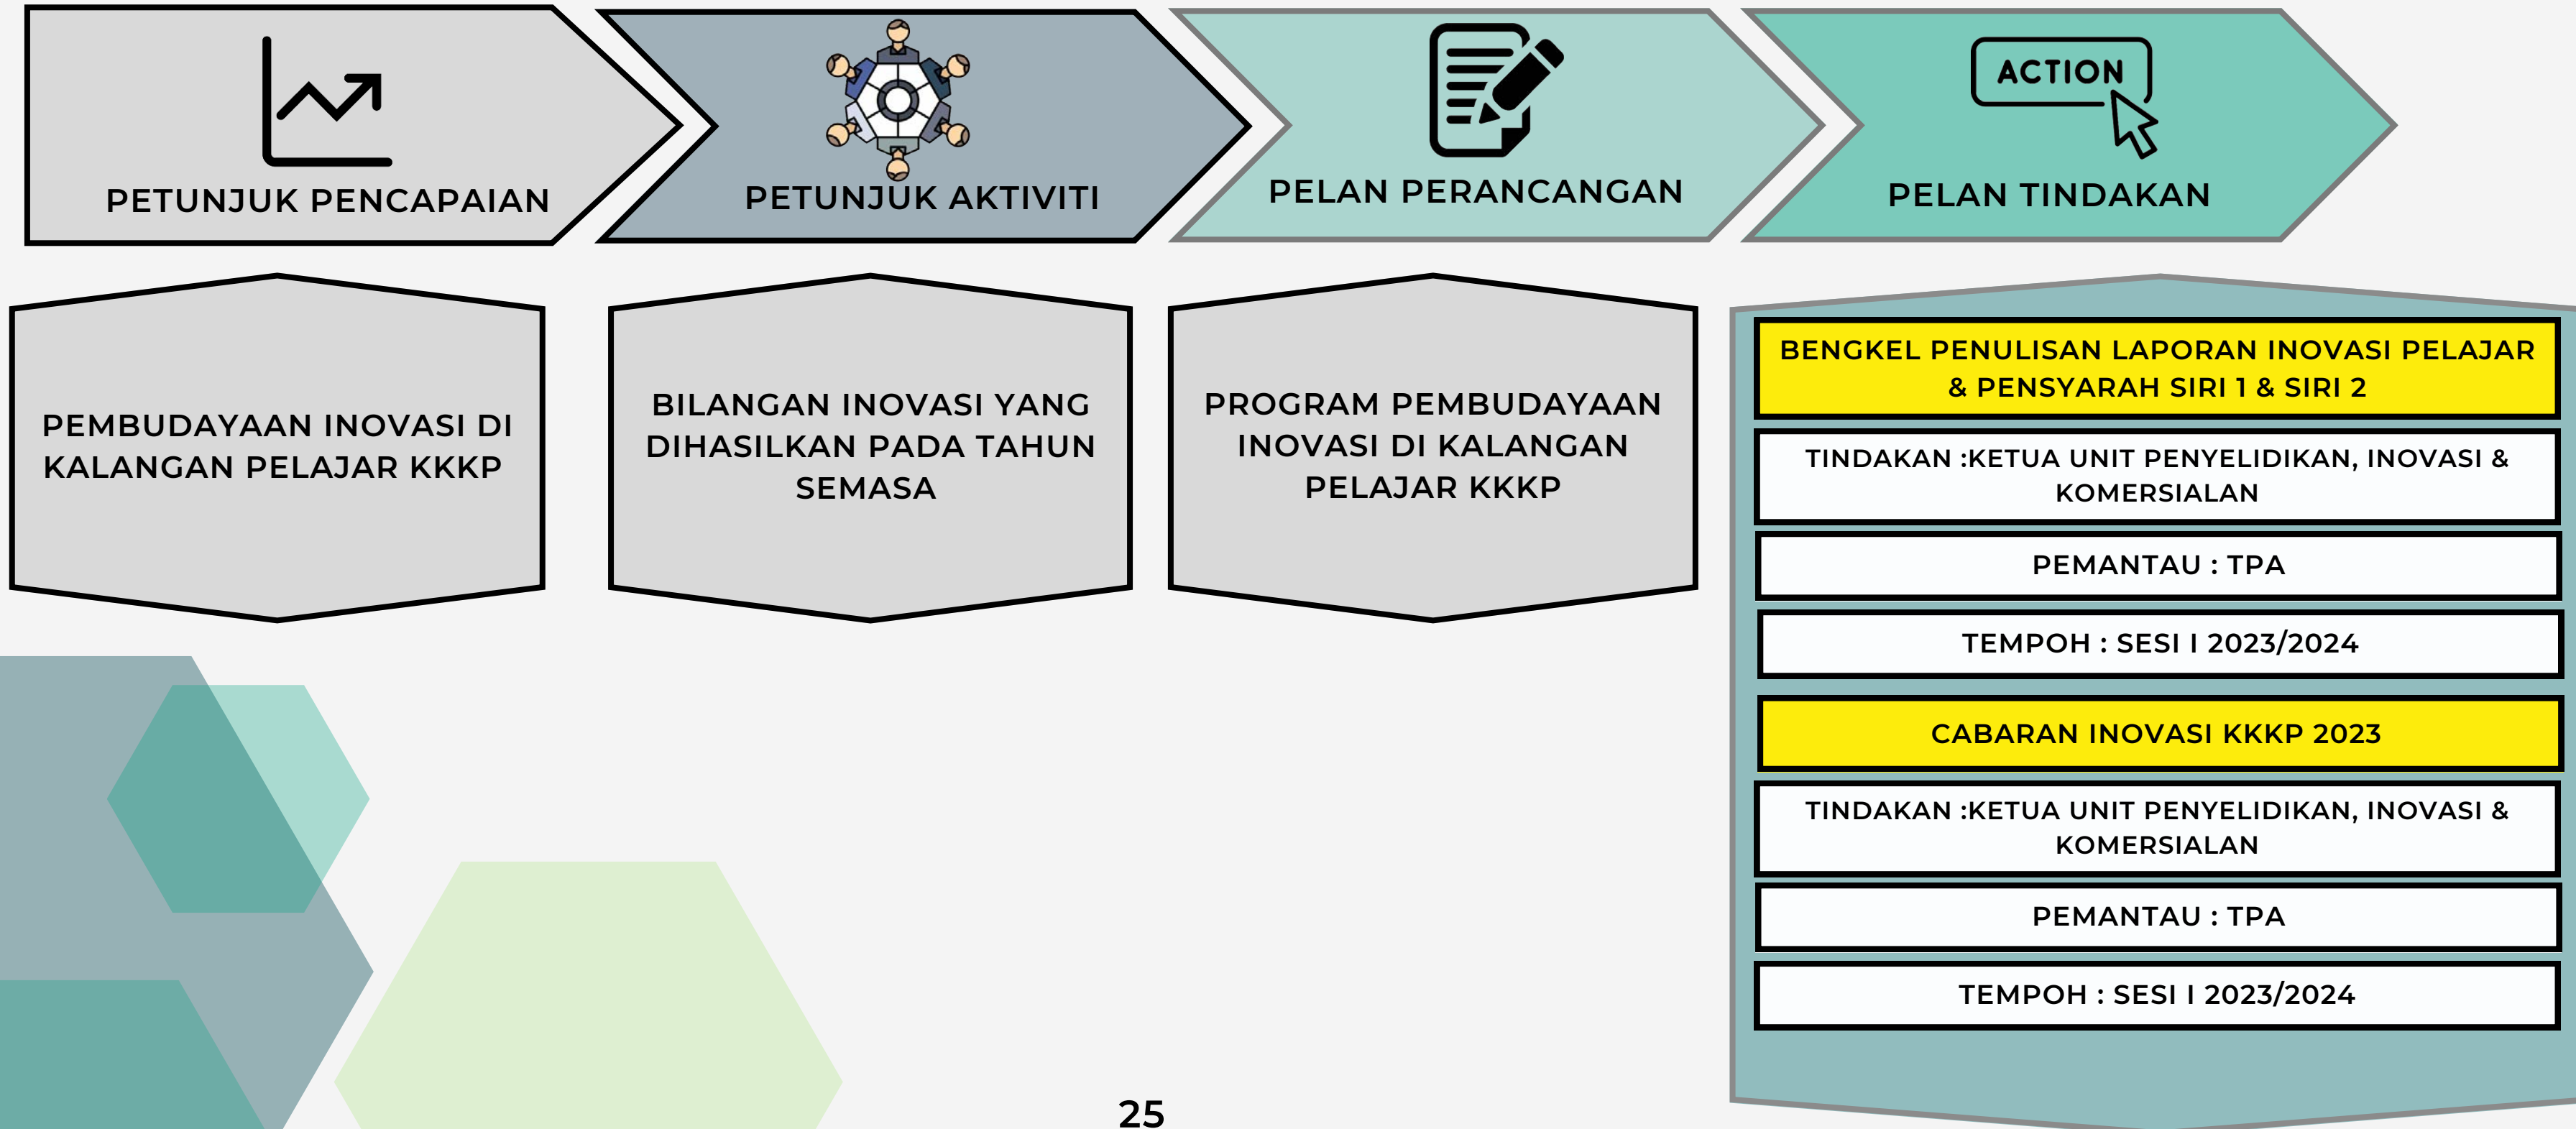 PETUNJUK PENCAPAIAN
PETUNJUK AKTIVITI
PELAN PERANCANGAN
ACTION
PELAN TINDAKAN
PEMBUDAYAAN INOVASI DI
KALANGAN PELAJAR KKKP
BILANGAN INOVASI YANG
DIHASILKAN PADA TAHUN
SEMASA
PROGRAM PEMBUDAYAAN
INOVASI DI KALANGAN
PELAJAR KKKP
BENGKEL PENULISAN LAPORAN INOVASI PELAJAR
& PENSYARAH SIRI 1 & SIRI 2
TINDAKAN :KETUA UNIT PENYELIDIKAN, INOVASI &
KOMERSIALAN
PEMANTAU : TPA
TEMPOH : SESI I 2023/2024
CABARAN INOVASI KKKP 2023
TINDAKAN :KETUA UNIT PENYELIDIKAN, INOVASI &
KOMERSIALAN
PEMANTAU : TPA
TEMPOH : SESI I 2023/2024
25